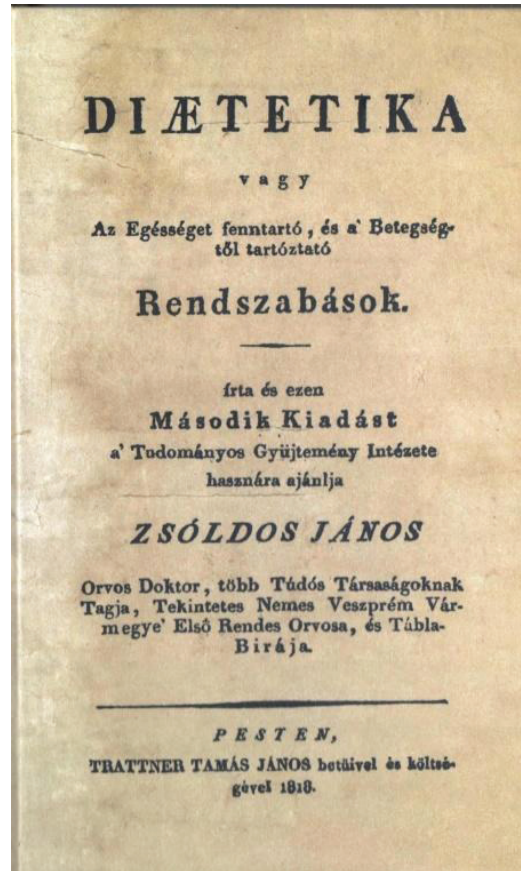 DIÆTETIKA
vagy
Az Egésséget fenntartó, és a' Betegség-
től tartóztató
Rendszabások.
írta és ezen
Második Kiadást
a' Tudományos Gyüjtemény Intézete
hasznára ajánlja
ZSÓLDOS JÁNOS
Orvos Doktor, több Túdós Társaságoknak
Tagja, Tekintetes Nemes Veszprém Vár-
megye' Elsô Rendes Orvosa, és Tábla-
Birája.
PESTEN,
TRATTNER TAMÁS JÁNOS betüivel és költsé-
gével 1818.